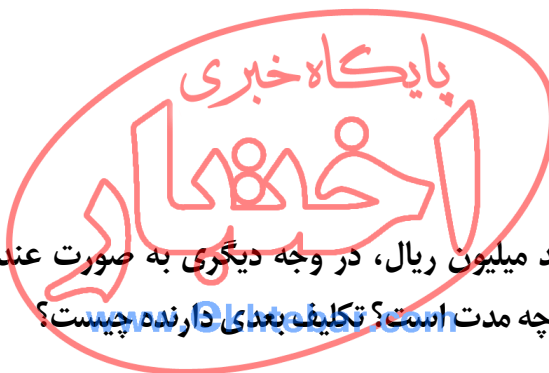 پایگاه خبری
اختبار
میلیون ریال، در وجه دیگری به صورت
چه مدت است؟ تکلیف بعدی دارنده چیست؟
www.Ekhtebar.com